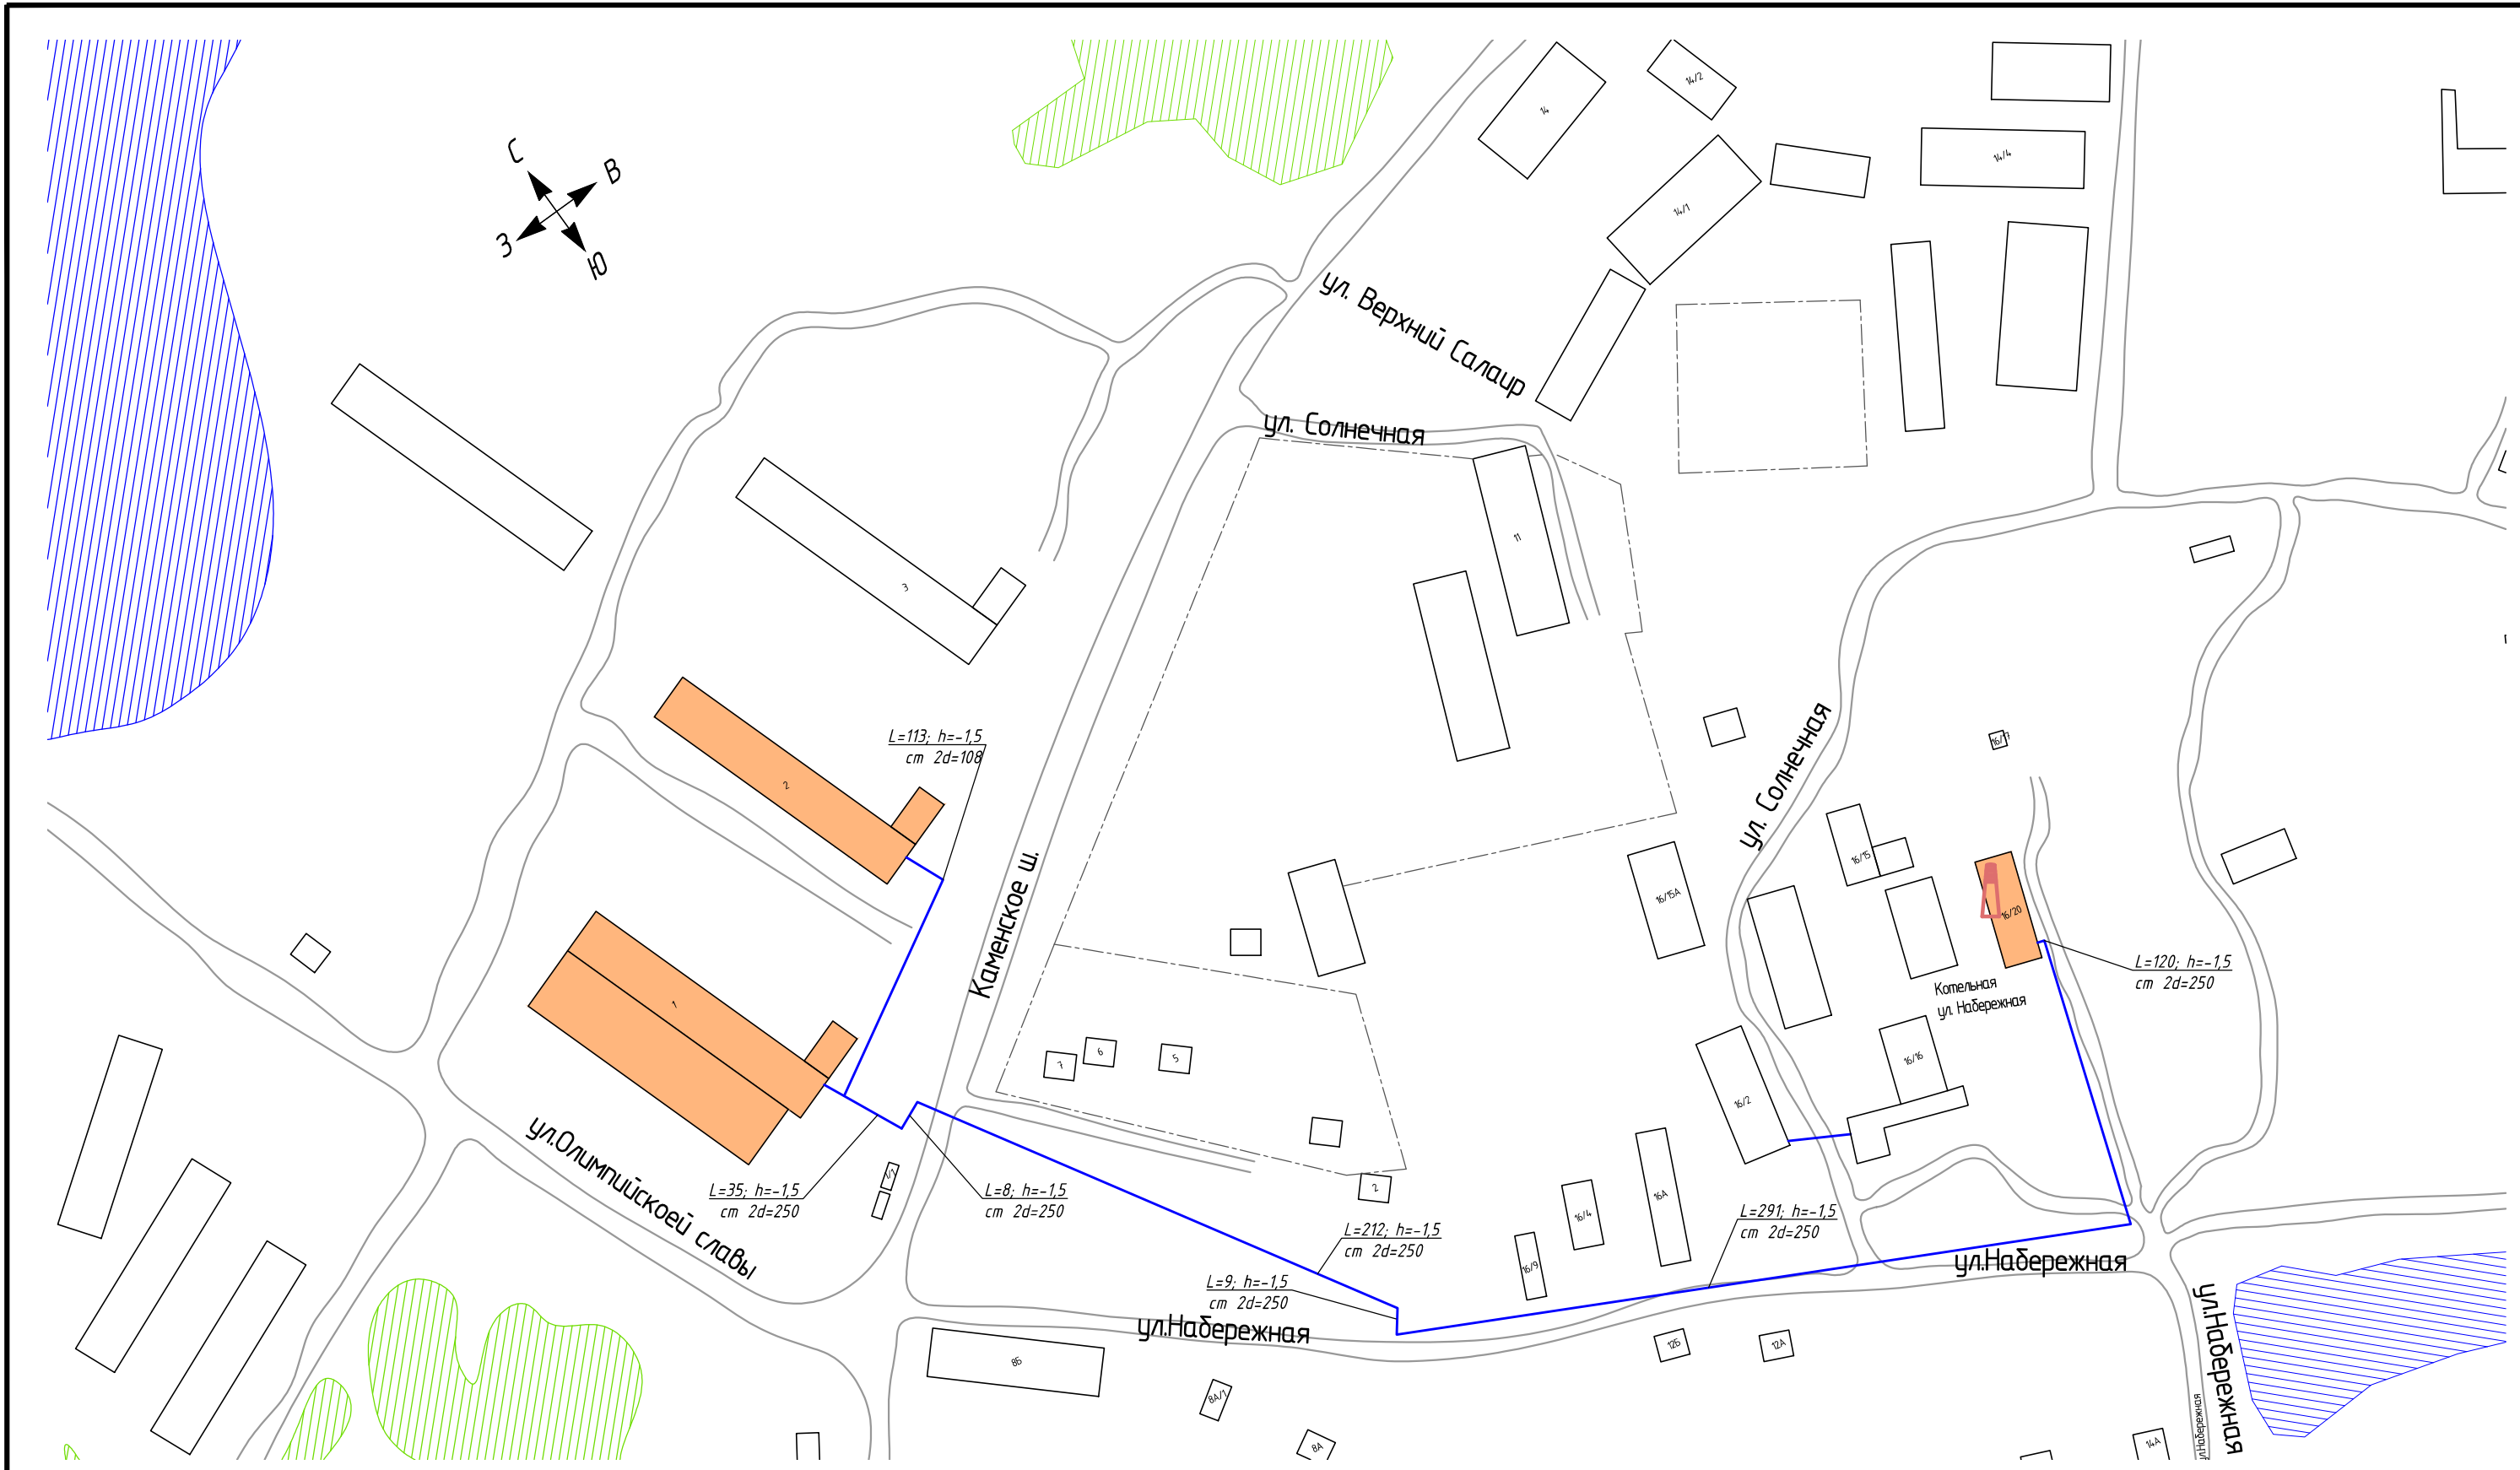 С
В
З
Ю
14
14/2
14/4
14/1
ул. Верхний Салаир
ул. Солнечная
11
3
2
L=113; h=-1,5
ст 2d=108
Каменское ш.
ул. Солнечная
16/17
16/15
16/15А
16/20
L=120; h=-1,5
ст 2d=250
Котельная
ул. Набережная
1
7
6
5
16/16
16/2
ул.Олимпийскоей славы
L=35; h=-1,5
ст 2d=250
L=8; h=-1,5
ст 2d=250
2
16А
16/4
16/9
L=212; h=-1,5
ст 2d=250
L=291; h=-1,5
ст 2d=250
L=9; h=-1,5
ст 2d=250
ул.Набережная
ул.Набережная
ул.Набережная
ул.Набережная
8Б
12Б
12А
8А/1
8А
14А